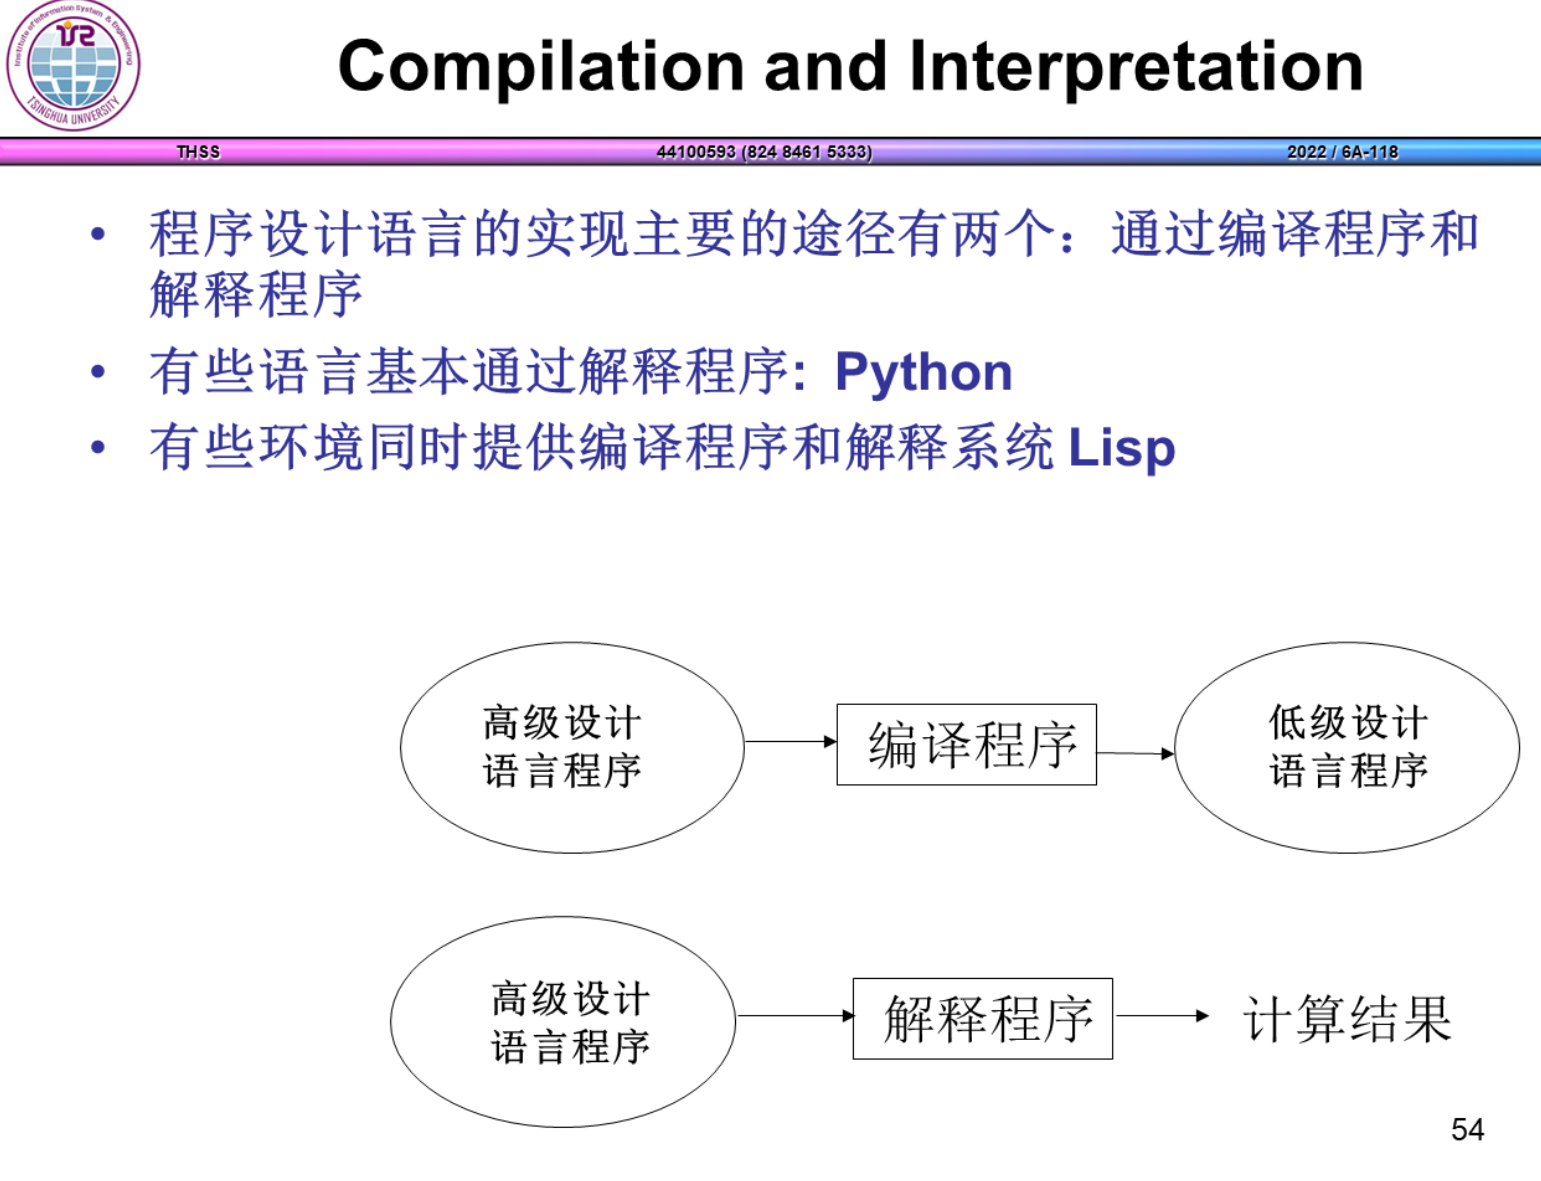 Institute of Information System & Engineering
TSINGHUA UNIVERSITY
Compilation and Interpretation
THSS 44100593 (824 8461 5333) 2022 / 6A-118
• 程序设计语言的实现主要的途径有两个：通过编译程序和
解释程序
• 有些语言基本通过解释程序: Python
• 有些环境同时提供编译程序和解释系统 Lisp
高级设计
语言程序
编译程序
低级设计
语言程序
高级设计
语言程序
解释程序
计算结果
54